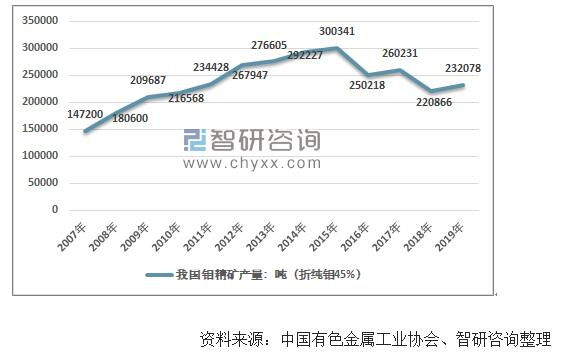 350000
300000
250000
200000
150000
100000
50000
0
147200
180600
209687
216568
234428
267947
276605
292227
300341
250218
260231
220866
232078
智研咨询
www.chyxx.com
2007年
2008年
2009年
2010年
2011年
2012年
2013年
2014年
2015年
2016年
2017年
2018年
2019年
我国钼精矿产量：吨（折纯钼45%）
资料来源：中国有色金属工业协会、智研咨询整理